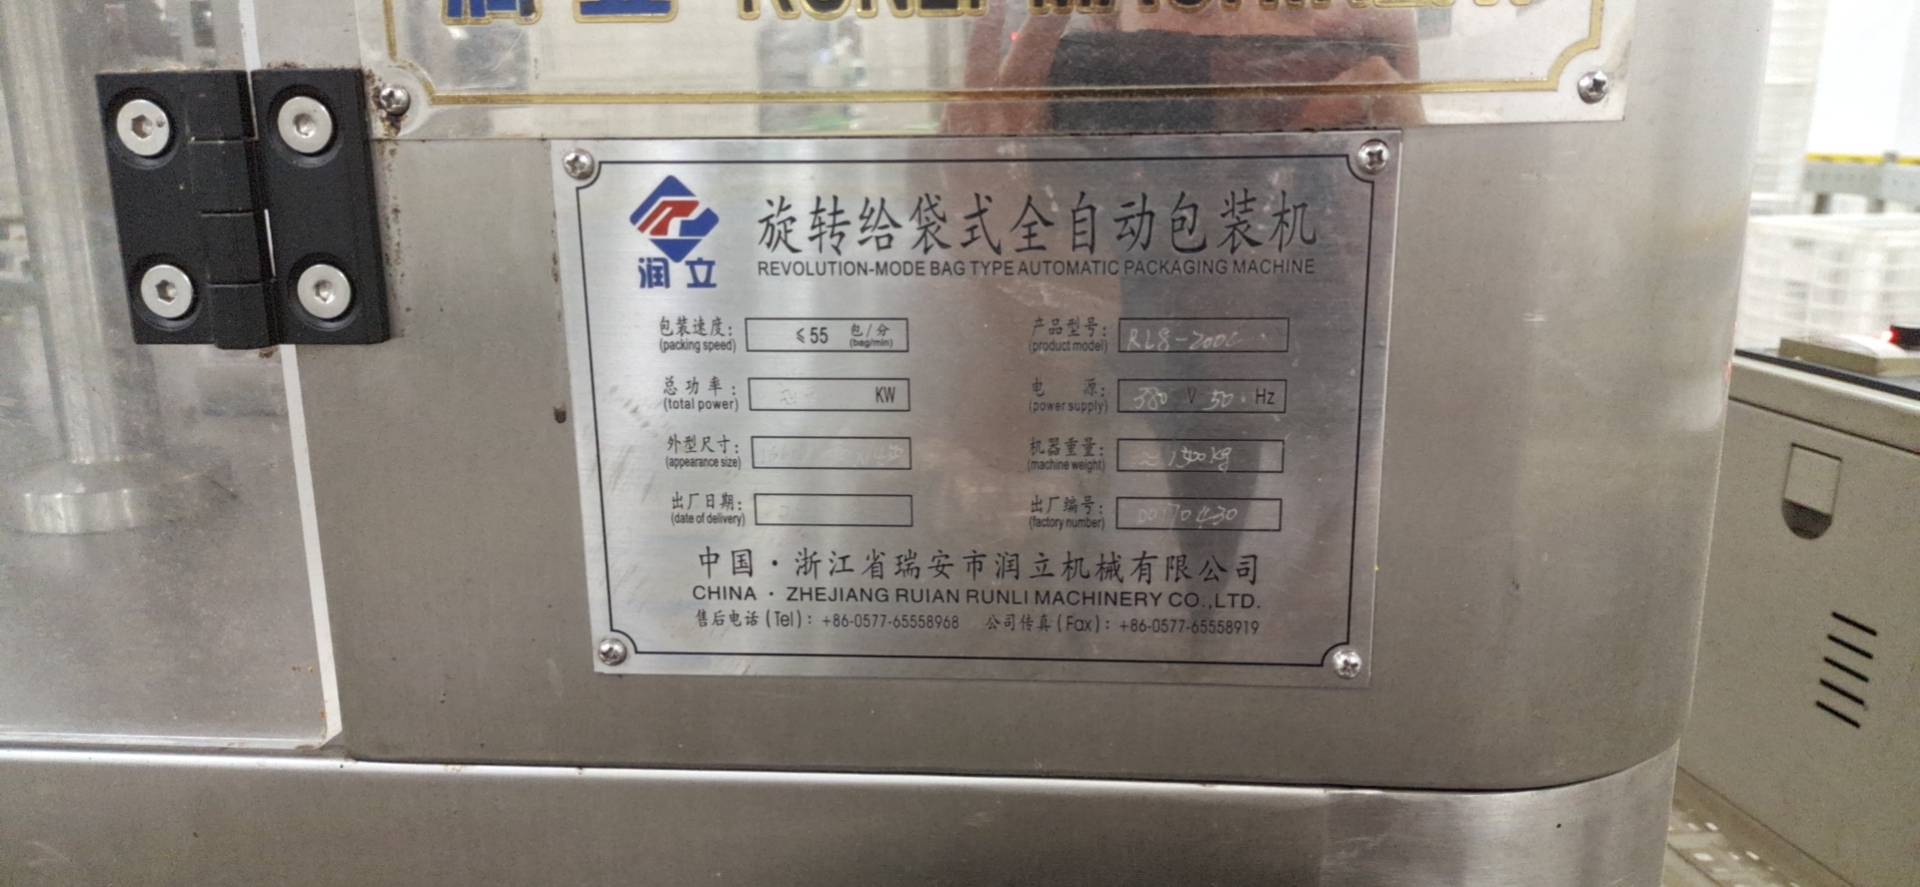 润立 RUNLI MACHINERY
旋转给袋式全自动包装机
REVOLUTION-MODE BAG TYPE AUTOMATIC PACKAGING MACHINE
润立
包装速度: ≤55 包/分 产品型号: RL8-200C
(packing speed) (bag/min) (product model)
总功率: KW 电 源: 380 V 50 Hz
(total power) (power supply)
外型尺寸: 机器重量: ≈1500kg
(appearance size) (machine weight)
出厂日期: 出厂编号:
(date of delivery) (factory number)
中国·浙江省瑞安市润立机械有限公司
CHINA · ZHEJIANG RUIAN RUNLI MACHINERY CO.,LTD.
售后电话(Tel): +86-0577-65558968 公司传真(Fax): +86-0577-65558919